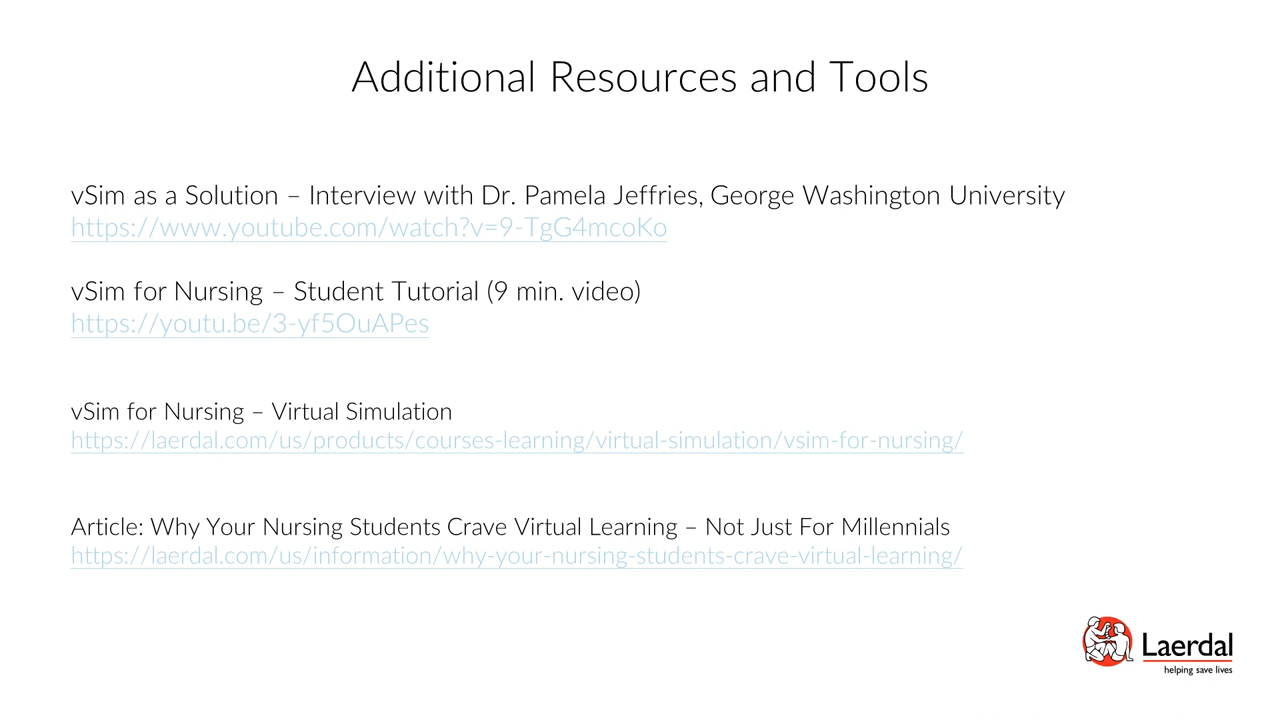 Additional Resources and Tools
vSim as a Solution – Interview with Dr. Pamela Jeffries, George Washington University
https://www.youtube.com/watch?v=9-TgG4mcoKo
vSim for Nursing – Student Tutorial (9 min. video)
https://youtu.be/3-yf5OuAPes
vSim for Nursing – Virtual Simulation
https://laerdal.com/us/products/courses-learning/virtual-simulation/vsim-for-nursing/
Article: Why Your Nursing Students Crave Virtual Learning – Not Just For Millennials
https://laerdal.com/us/information/why-your-nursing-students-crave-virtual-learning/
Laerdal
helping save lives